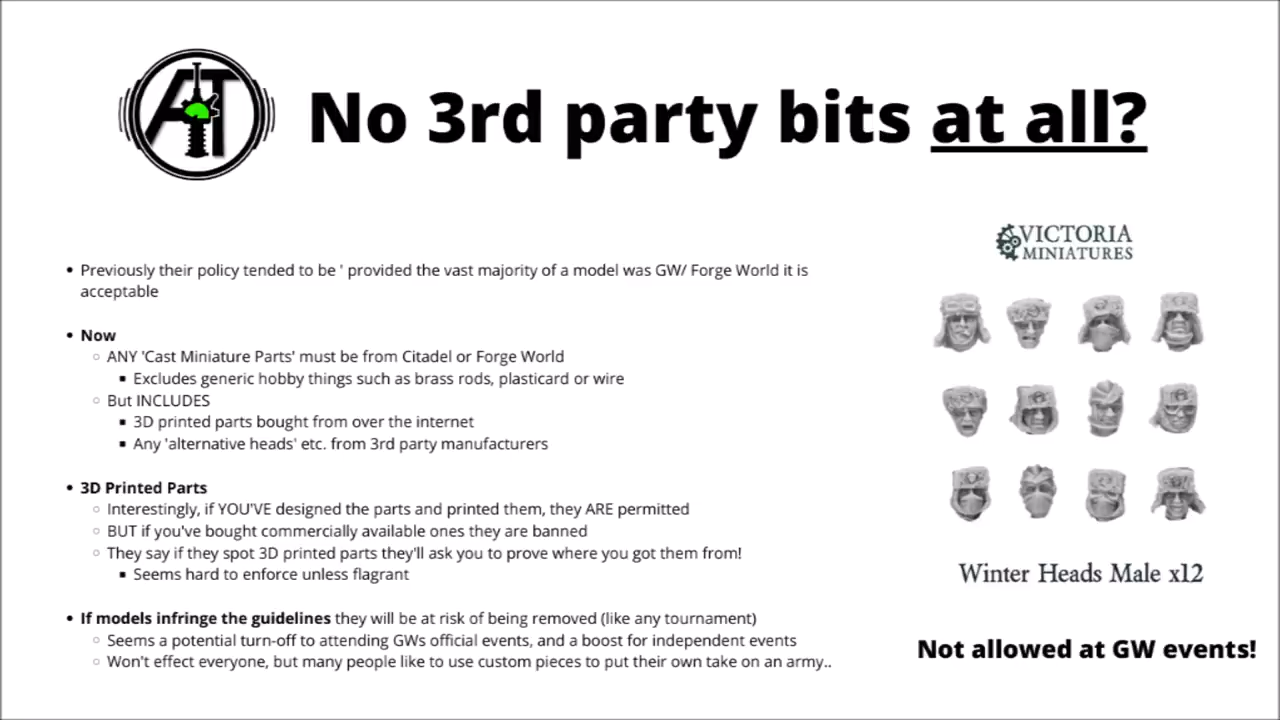 AT
No 3rd party bits at all?
VICTORIA
MINIATURES
• Previously their policy tended to be ' provided the vast majority of a model was GW/ Forge World it is
acceptable
• Now
◦ ANY 'Cast Miniature Parts' must be from Citadel or Forge World
▪ Excludes generic hobby things such as brass rods, plasticard or wire
◦ But INCLUDES
▪ 3D printed parts bought from over the internet
▪ Any 'alternative heads' etc. from 3rd party manufacturers
• 3D Printed Parts
◦ Interestingly, if YOU'VE designed the parts and printed them, they ARE permitted
◦ BUT if you've bought commercially available ones they are banned
◦ They say if they spot 3D printed parts they'll ask you to prove where you got them from!
▪ Seems hard to enforce unless flagrant
• If models infringe the guidelines they will be at risk of being removed (like any tournament)
◦ Seems a potential turn-off to attending GWs official events, and a boost for independent events
◦ Won't effect everyone, but many people like to use custom pieces to put their own take on an army..
Winter Heads Male x12
Not allowed at GW events!